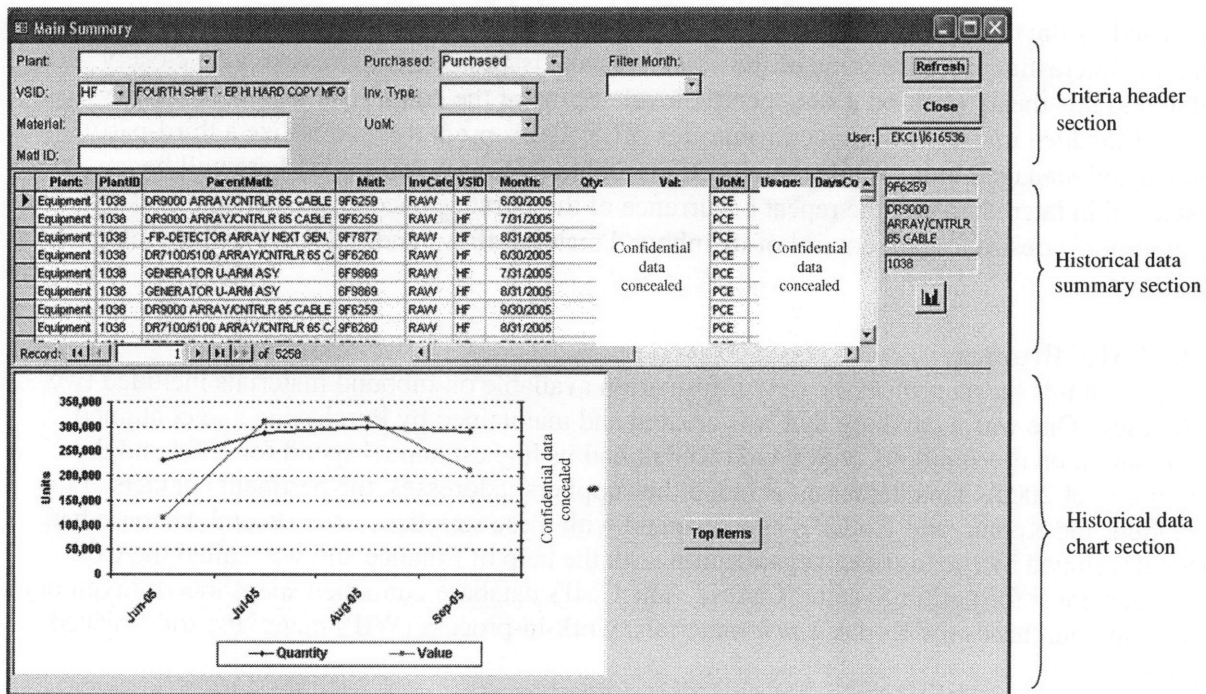 Main Summary
Plant:
Purchased: Purchased
Filter Month:
Refresh
VSID: HF FOURTH SHIFT - EP HI HARD COPY MFG
Inv. Type:
Close
Material:
UoM:
User: EKC1\I616536
Matl ID:
Criteria header
section
Plant: PlantID ParentMatl: Matl: InvCate VSID Month: Qty: Val: UoM: Usage: DaysCo
Equipment 1038 DR9000 ARRAY/CNTRLR 85 CABLE 9F6259 RAW HF 6/30/2005 PCE
Equipment 1038 DR9000 ARRAY/CNTRLR 85 CABLE 9F6259 RAW HF 7/31/2005 PCE
Equipment 1038 -FIP-DETECTOR ARRAY NEXT GEN. 9F7877 RAW HF 8/31/2005 PCE
Equipment 1038 DR7100/5100 ARRAY/CNTRLR 85 CA 9F6260 RAW HF 6/30/2005 PCE
Equipment 1038 GENERATOR U-ARM ASY 6F9869 RAW HF 7/31/2005 PCE
Equipment 1038 GENERATOR U-ARM ASY 6F9869 RAW HF 8/31/2005 PCE
Equipment 1038 DR9000 ARRAY/CNTRLR 85 CABLE 9F6259 RAW HF 9/30/2005 PCE
Equipment 1038 DR7100/5100 ARRAY/CNTRLR 65 CA 9F6260 RAW HF 8/31/2005 PCE
Confidential
data
concealed
Confidential
data
concealed
9F6259
DR9000
ARRAY/CNTRLR
85 CABLE
1038
Record: 1 of 5258
Historical data
summary section
350,000
300,000
250,000
200,000
150,000
100,000
50,000
0
Units
Jun-05
Jul-05
Aug-05
Sep-05
Confidential data
concealed
$
Quantity Value
Top Items
Historical data
chart section